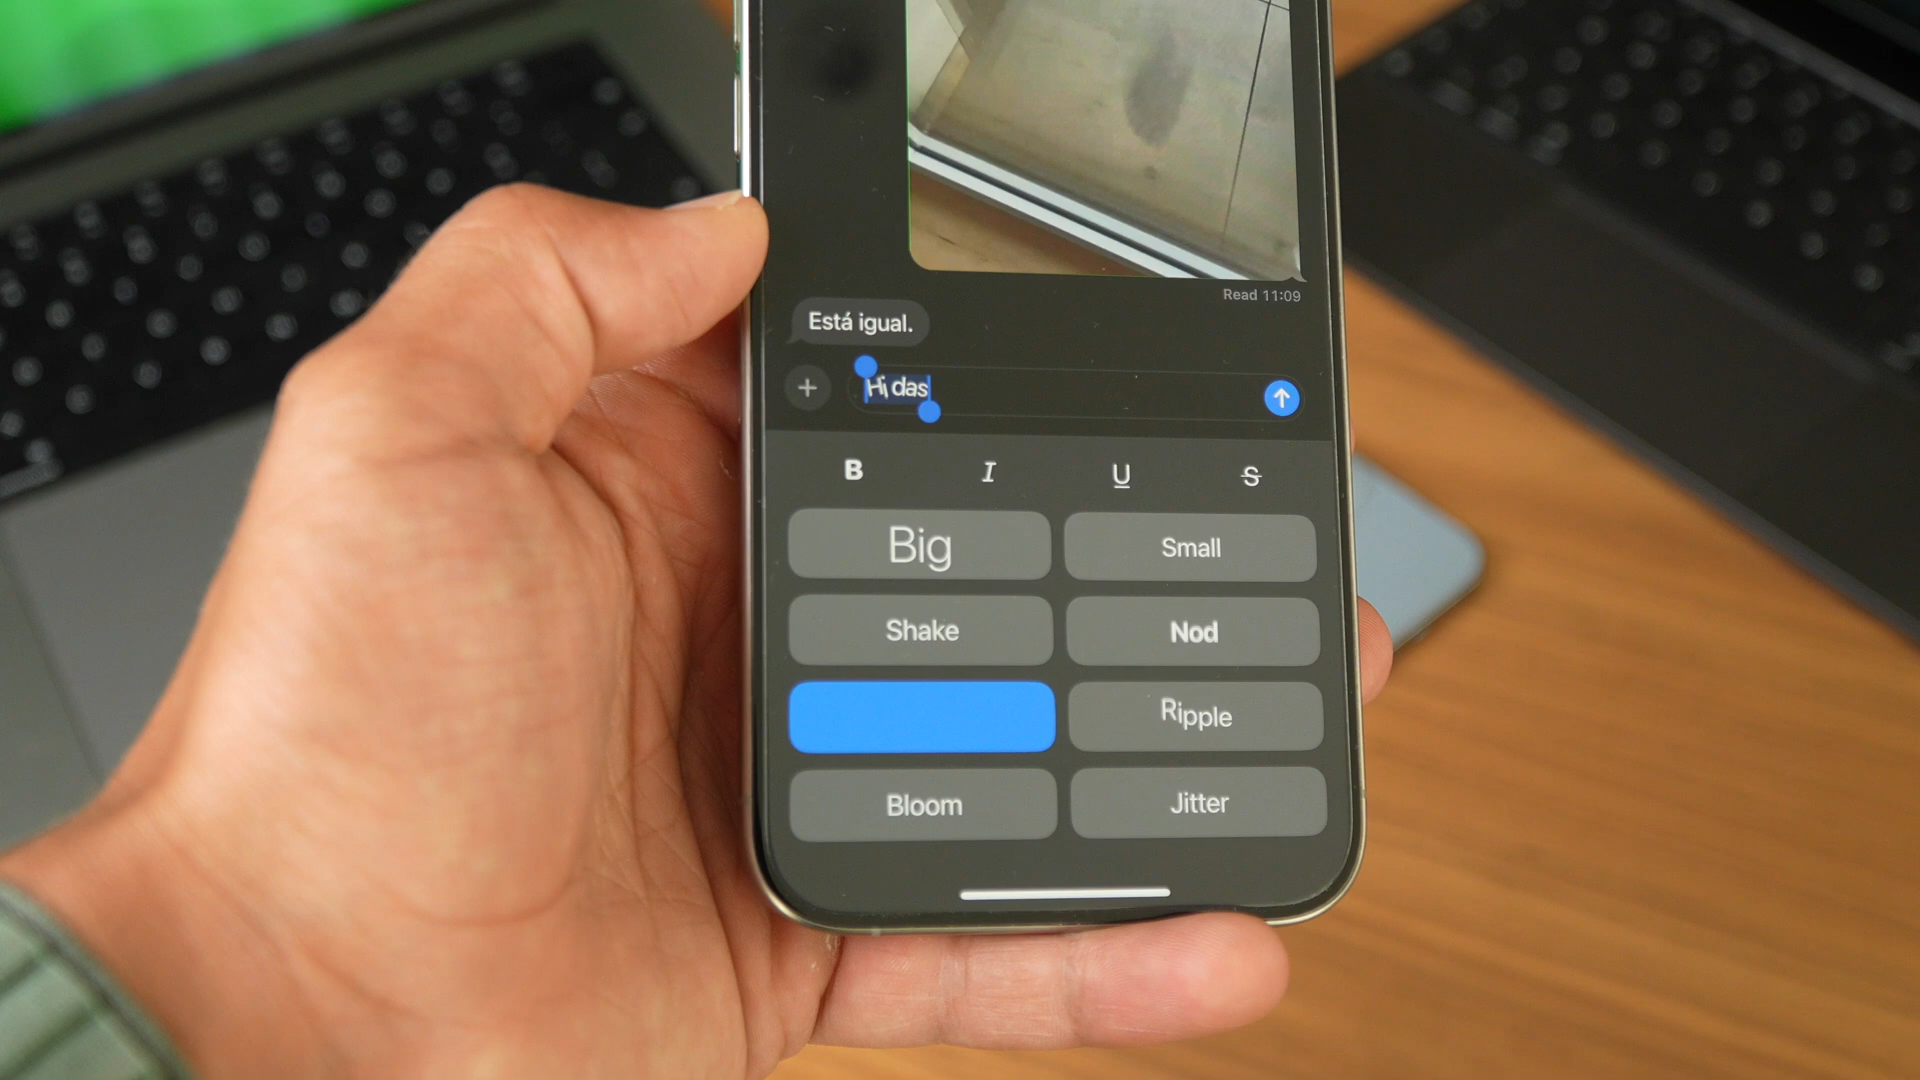 Read 11:09
Está igual.
+ Hi das
B I U S
Big Small
Shake Nod
Ripple
Bloom Jitter